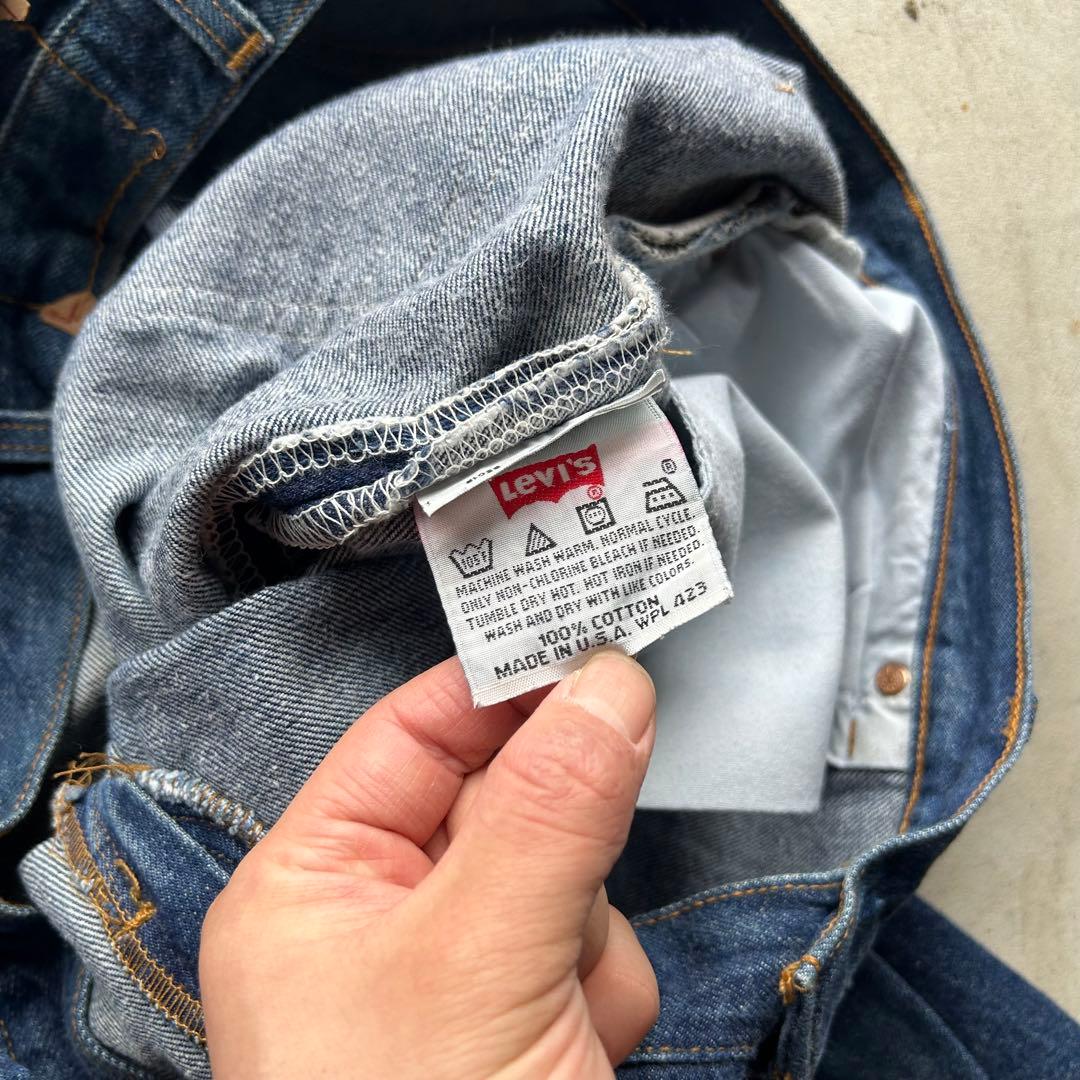 Levi's
®
®
105F
MACHINE WASH WARM. NORMAL CYCLE.
ONLY NON-CHLORINE BLEACH IF NEEDED.
TUMBLE DRY HOT. HOT IRON IF NEEDED.
WASH AND DRY WITH LIKE COLORS.
100% COTTON
MADE IN U.S.A. WPL 423